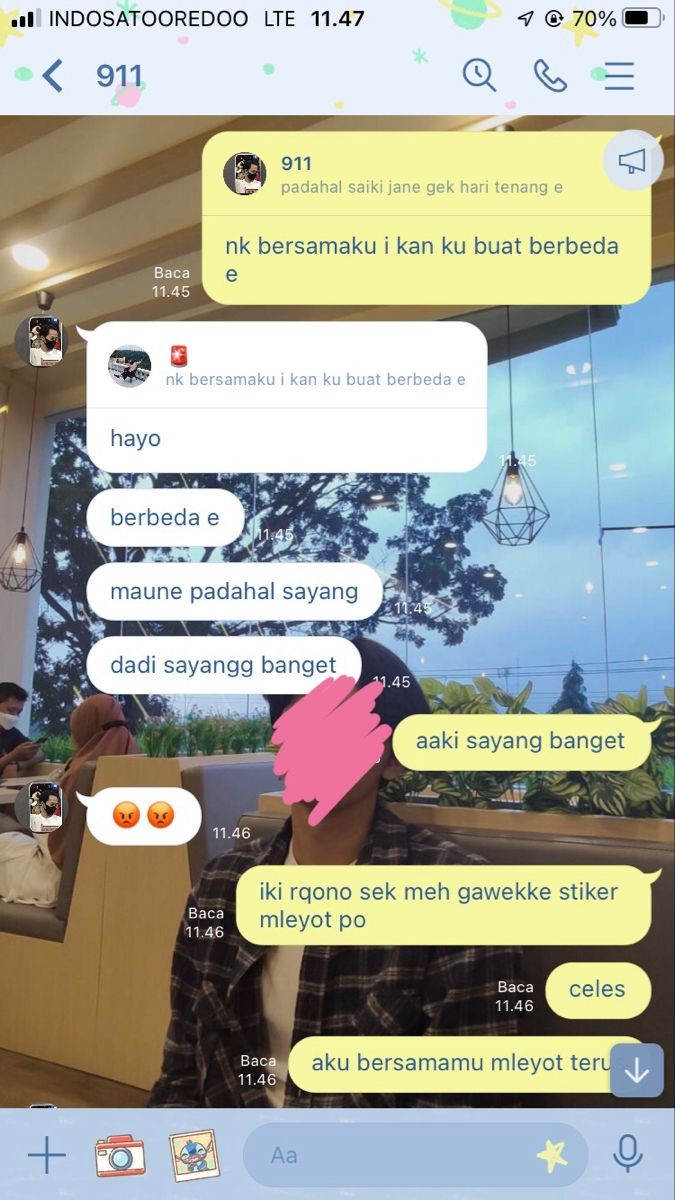 INDOSATOOREDOO LTE 11.47 70%
911
911
padahal saiki jane gek hari tenang e
nk bersamaku i kan ku buat berbeda
e
Baca
11.45
nk bersamaku i kan ku buat berbeda e
hayo
11.45
berbeda e
11.45
maune padahal sayang
11.45
dadi sayangg banget
11.45
aaki sayang banget
😡😡
11.46
iki rqono sek meh gawekke stiker
mleyot po
Baca
11.46
celes
Baca
11.46
aku bersamamu mleyot teru
Baca
11.46
Aa